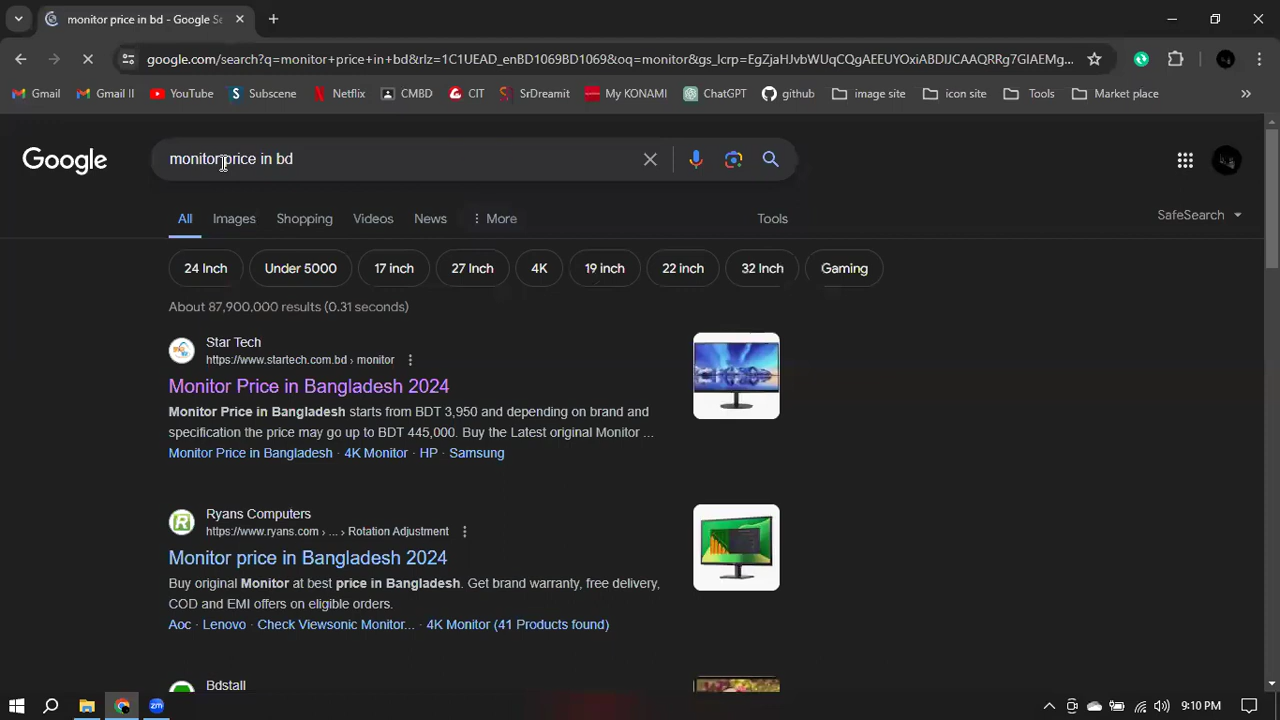 monitor price in bd - Google Se
google.com/search?q=monitor+price+in+bd&rlz=1C1UEAD_enBD1069BD1069&oq=monitor&gs_lcrp=EgZjaHJvbWUqCQgAEEUYOxiABDIJCAAQRRg7GIAEMg...
Gmail Gmail II YouTube Subscene Netflix CMBD CIT SrDreamit My KONAMI ChatGPT github image site icon site Tools Market place
Google
monitor price in bd
All Images Shopping Videos News More Tools SafeSearch
24 Inch Under 5000 17 inch 27 Inch 4K 19 inch 22 inch 32 Inch Gaming
About 87,900,000 results (0.31 seconds)
Star Tech
https://www.startech.com.bd › monitor
Monitor Price in Bangladesh 2024
Monitor Price in Bangladesh starts from BDT 3,950 and depending on brand and
specification the price may go up to BDT 445,000. Buy the Latest original Monitor ...
Monitor Price in Bangladesh · 4K Monitor · HP · Samsung
Ryans Computers
https://www.ryans.com › ... › Rotation Adjustment
Monitor price in Bangladesh 2024
Buy original Monitor at best price in Bangladesh. Get brand warranty, free delivery,
COD and EMI offers on eligible orders.
Aoc · Lenovo · Check Viewsonic Monitor... · 4K Monitor (41 Products found)
Bdstall
zm 9:10 PM